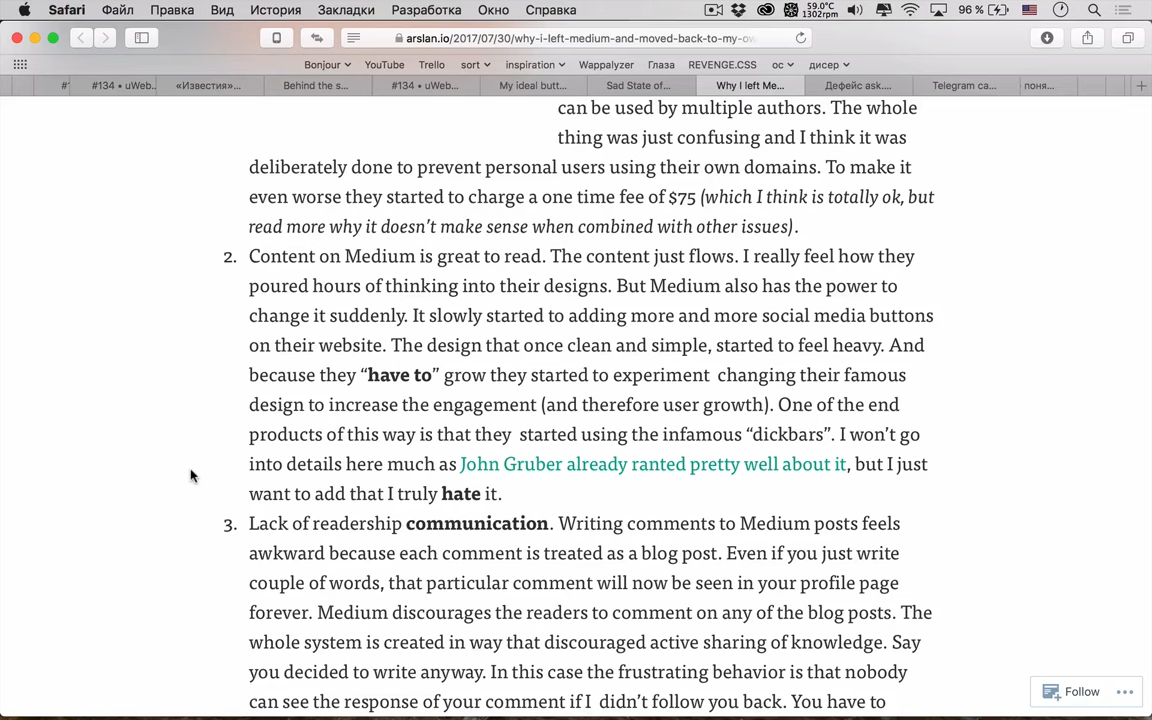 Safari Файл Правка Вид История Закладки Разработка Окно Справка 59.0°C 1302rpm 96 %
arslan.io/2017/07/30/why-i-left-medium-and-moved-back-to-my-ow
Bonjour YouTube Trello sort inspiration Wappalyzer Глаза REVENGE.CSS ос дисер
#' #134 • uWeb... «Известия»... Behind the s... #134 • uWeb... My ideal butt... Sad State of... Why I left Me... Дефейс ask.... Telegram ca... поня...
can be used by multiple authors. The whole
thing was just confusing and I think it was
deliberately done to prevent personal users using their own domains. To make it
even worse they started to charge a one time fee of $75 (which I think is totally ok, but
read more why it doesn't make sense when combined with other issues).
2. Content on Medium is great to read. The content just flows. I really feel how they
poured hours of thinking into their designs. But Medium also has the power to
change it suddenly. It slowly started to adding more and more social media buttons
on their website. The design that once clean and simple, started to feel heavy. And
because they “have to” grow they started to experiment changing their famous
design to increase the engagement (and therefore user growth). One of the end
products of this way is that they started using the infamous “dickbars”. I won’t go
into details here much as John Gruber already ranted pretty well about it, but I just
want to add that I truly hate it.
3. Lack of readership communication. Writing comments to Medium posts feels
awkward because each comment is treated as a blog post. Even if you just write
couple of words, that particular comment will now be seen in your profile page
forever. Medium discourages the readers to comment on any of the blog posts. The
whole system is created in way that discouraged active sharing of knowledge. Say
you decided to write anyway. In this case the frustrating behavior is that nobody
can see the response of your comment if I didn’t follow you back. You have to
Follow